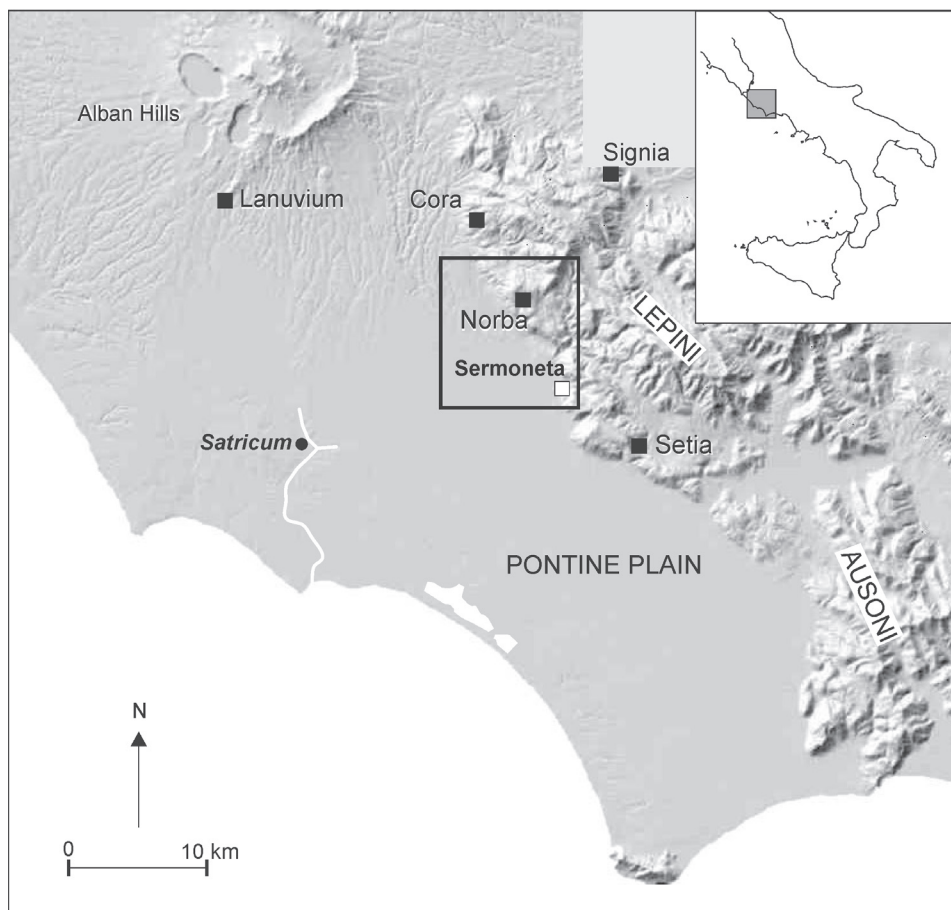 Alban Hills
Signia
Lanuvium
Cora
Norba
LEPINI
Sermoneta
Satricum
Setia
PONTINE PLAIN
AUSONI
N
0 10 km